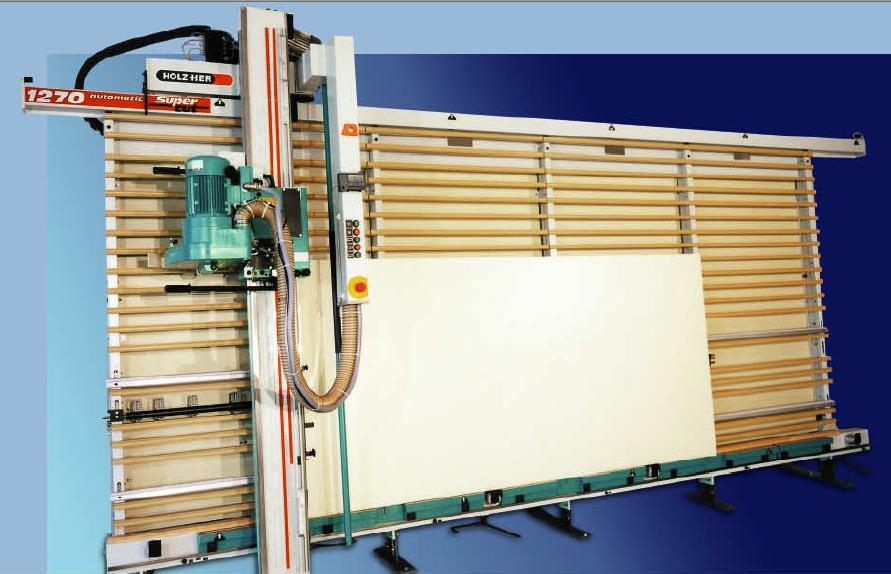 HOLZ-HER
1270 automatic Super
cut